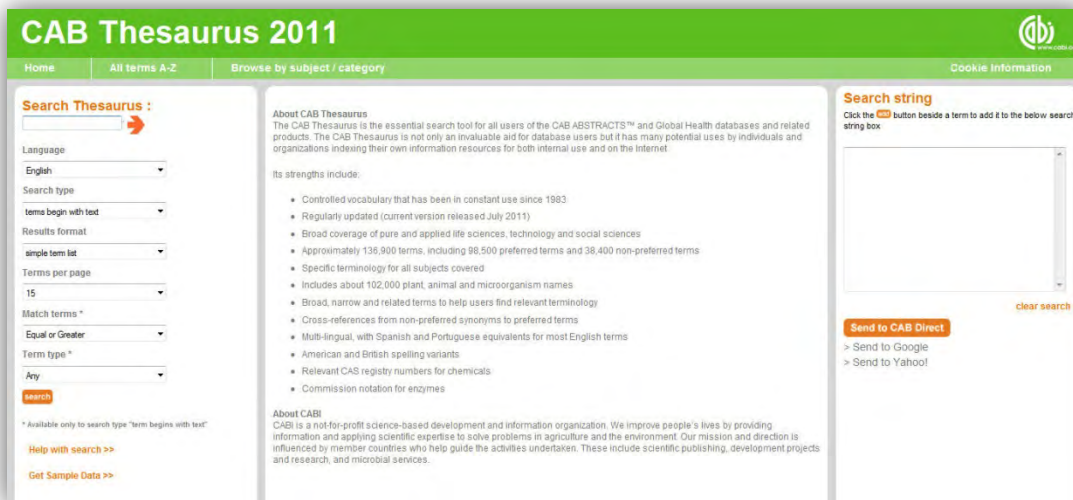 CAB Thesaurus 2011
www.cabi.org
Home
All terms A-Z
Browse by subject / category
Cookie Information
Search Thesaurus :
Language
English
Search type
terms begin with text
Results format
simple term list
Terms per page
15
Match terms *
Equal or Greater
Term type *
Any
search
* Available only to search type "term begins with text"
Help with search >>
Get Sample Data >>
About CAB Thesaurus
The CAB Thesaurus is the essential search tool for all users of the CAB ABSTRACTS™ and Global Health databases and related
products. The CAB Thesaurus is not only an invaluable aid for database users but it has many potential uses by individuals and
organizations indexing their own information resources for both internal use and on the Internet
Its strengths include:
Controlled vocabulary that has been in constant use since 1983
Regularly updated (current version released July 2011)
Broad coverage of pure and applied life sciences, technology and social sciences
Approximately 136,900 terms, including 98,500 preferred terms and 38,400 non-preferred terms
Specific terminology for all subjects covered
Includes about 102,000 plant, animal and microorganism names
Broad, narrow and related terms to help users find relevant terminology
Cross-references from non-preferred synonyms to preferred terms
Multi-lingual, with Spanish and Portuguese equivalents for most English terms
American and British spelling variants
Relevant CAS registry numbers for chemicals
Commission notation for enzymes
About CABI
CABI is a not-for-profit science-based development and information organization. We improve people's lives by providing
information and applying scientific expertise to solve problems in agriculture and the environment. Our mission and direction is
influenced by member countries who help guide the activities undertaken. These include scientific publishing, development projects
and research, and microbial services.
Search string
Click the add button beside a term to add it to the below search
string box
clear search
Send to CAB Direct
> Send to Google
> Send to Yahoo!